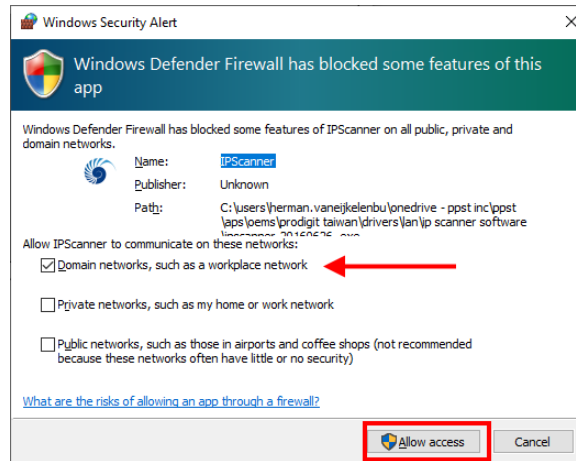 Windows Security Alert
Windows Defender Firewall has blocked some features of this
app
Windows Defender Firewall has blocked some features of IPScanner on all public, private and
domain networks.
Name: IPScanner
Publisher: Unknown
Path: C:\users\herman.vaneijkelenbu\onedrive - ppst inc\ppst
\aps\oems\prodigit taiwan\drivers\lan\ip scanner software
Allow IPScanner to communicate on these networks:
Domain networks, such as a workplace network
Private networks, such as my home or work network
Public networks, such as those in airports and coffee shops (not recommended
because these networks often have little or no security)
What are the risks of allowing an app through a firewall?
Allow access Cancel